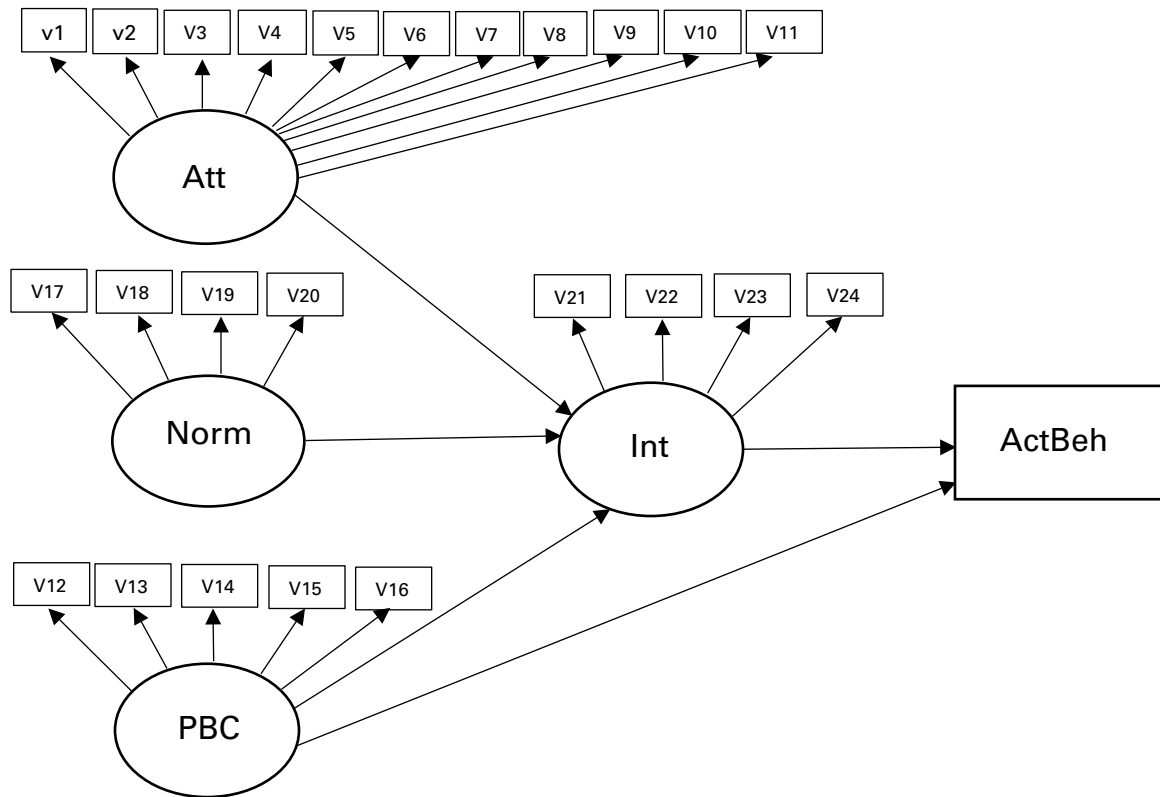 v1 v2 V3 V4 V5 V6 V7 V8 V9 V10 V11
Att
V17 V18 V19 V20
V21 V22 V23 V24
Norm
Int
ActBeh
V12 V13 V14 V15 V16
PBC